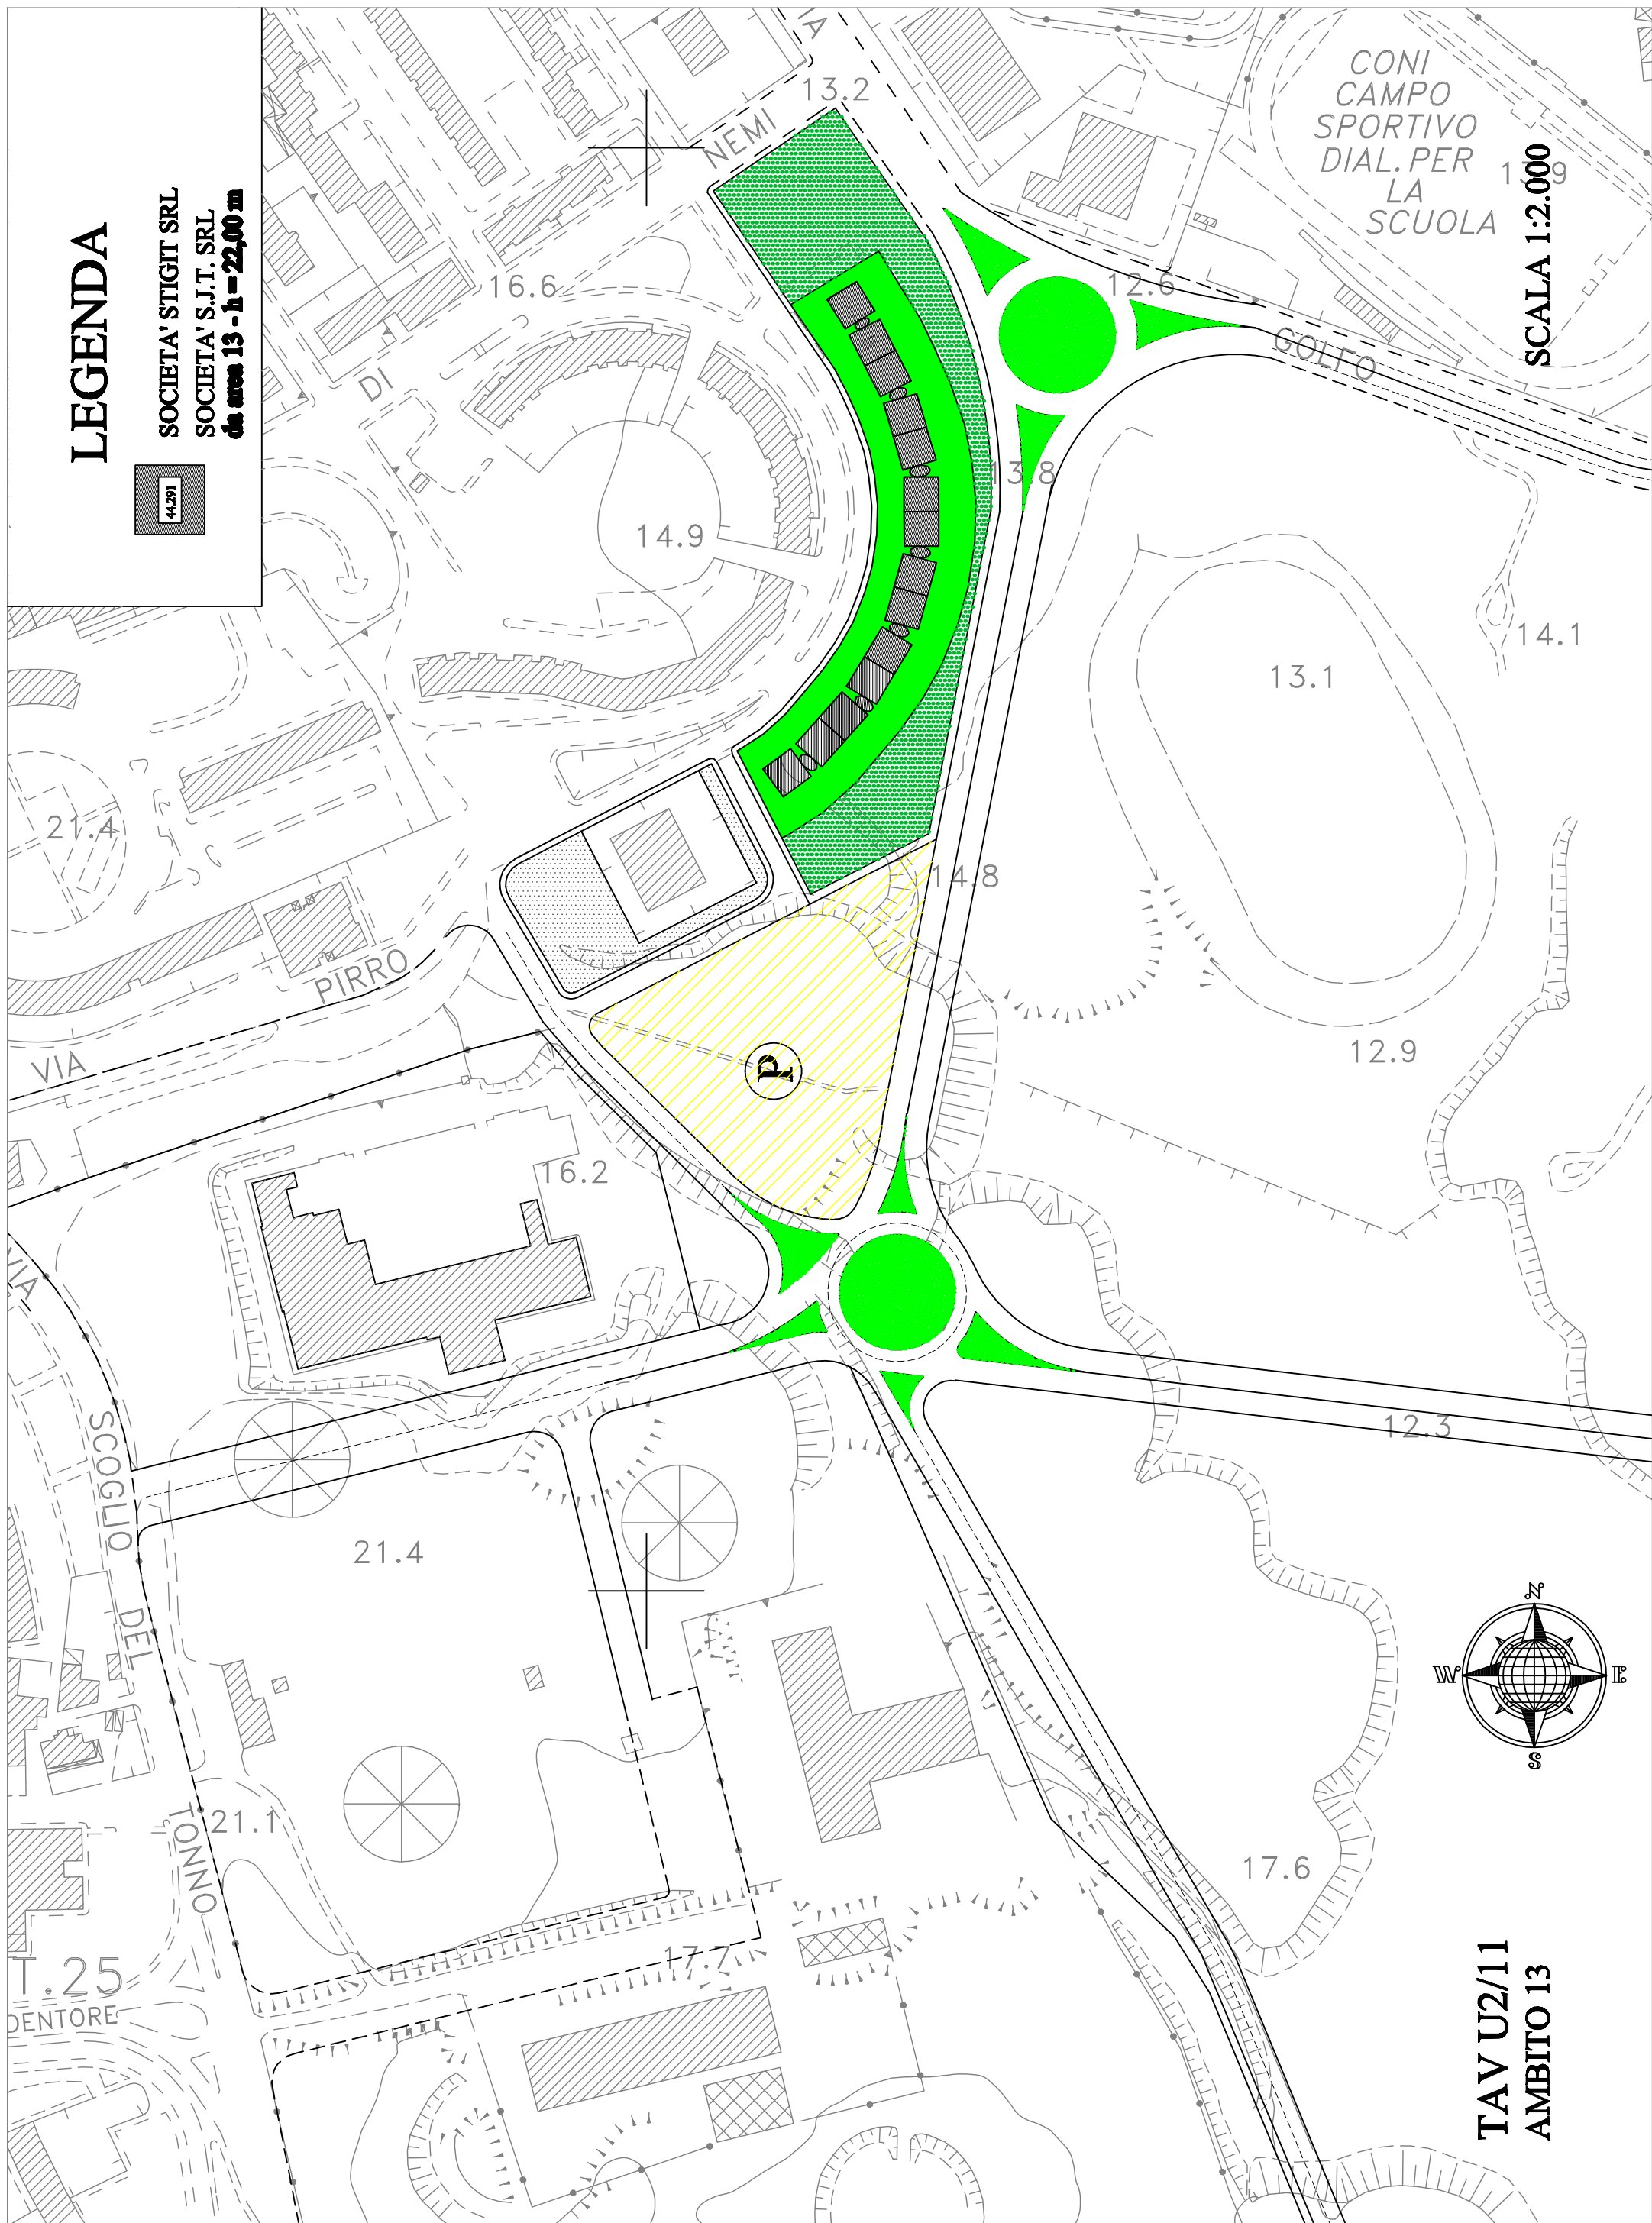 LEGENDA
44.291
SOCIETA' STIGIT SRL
SOCIETA' S.J.T. SRL
da area 13 - h = 22,00 m
SCALA 1:2.000
CONI
CAMPO
SPORTIVO
DIAL. PER
LA
SCUOLA
13.2
VIA
NEMI
DI
16.6
12.6
GOLFO
13.8
14.9
14.1
13.1
21.4
14.8
PIRRO
VIA
12.9
P
16.2
VIA
SCOGLIO
DEL
TONNO
12.3
21.4
N
W
E
S
21.1
17.6
17.7
T.25
DENTORE
TAV U2/11
AMBITO 13